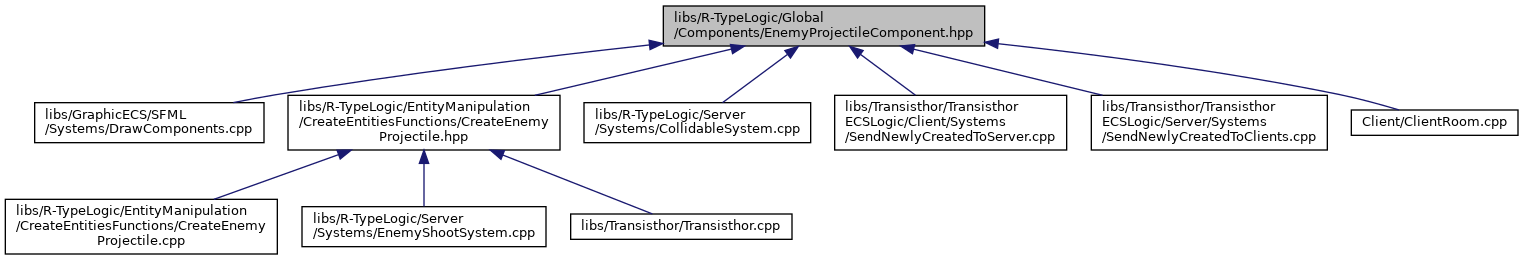 libs/R-TypeLogic/Global
/Components/EnemyProjectileComponent.hpp
libs/GraphicECS/SFML
/Systems/DrawComponents.cpp
libs/R-TypeLogic/EntityManipulation
/CreateEntitiesFunctions/CreateEnemy
Projectile.hpp
libs/R-TypeLogic/Server
/Systems/CollidableSystem.cpp
libs/Transisthor/Transisthor
ECSLogic/Client/Systems
/SendNewlyCreatedToServer.cpp
libs/Transisthor/Transisthor
ECSLogic/Server/Systems
/SendNewlyCreatedToClients.cpp
Client/ClientRoom.cpp
libs/R-TypeLogic/EntityManipulation
/CreateEntitiesFunctions/CreateEnemy
Projectile.cpp
libs/R-TypeLogic/Server
/Systems/EnemyShootSystem.cpp
libs/Transisthor/Transisthor.cpp